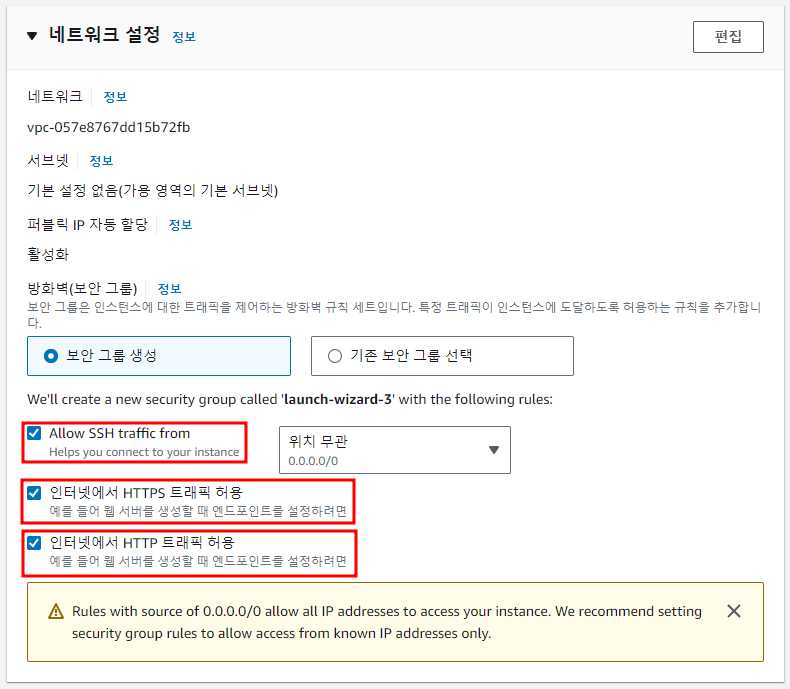 네트워크 설정 정보
편집
네트워크 정보
vpc-057e8767dd15b72fb
서브넷 정보
기본 설정 없음(가용 영역의 기본 서브넷)
퍼블릭 IP 자동 할당 정보
활성화
방화벽(보안 그룹) 정보
보안 그룹은 인스턴스에 대한 트래픽을 제어하는 방화벽 규칙 세트입니다. 특정 트래픽이 인스턴스에 도달하도록 허용하는 규칙을 추가합니
다.
보안 그룹 생성
기존 보안 그룹 선택
We'll create a new security group called 'launch-wizard-3' with the following rules:
Allow SSH traffic from
Helps you connect to your instance
위치 무관
0.0.0.0/0
인터넷에서 HTTPS 트래픽 허용
예를 들어 웹 서버를 생성할 때 엔드포인트를 설정하려면
인터넷에서 HTTP 트래픽 허용
예를 들어 웹 서버를 생성할 때 엔드포인트를 설정하려면
Rules with source of 0.0.0.0/0 allow all IP addresses to access your instance. We recommend setting
security group rules to allow access from known IP addresses only.